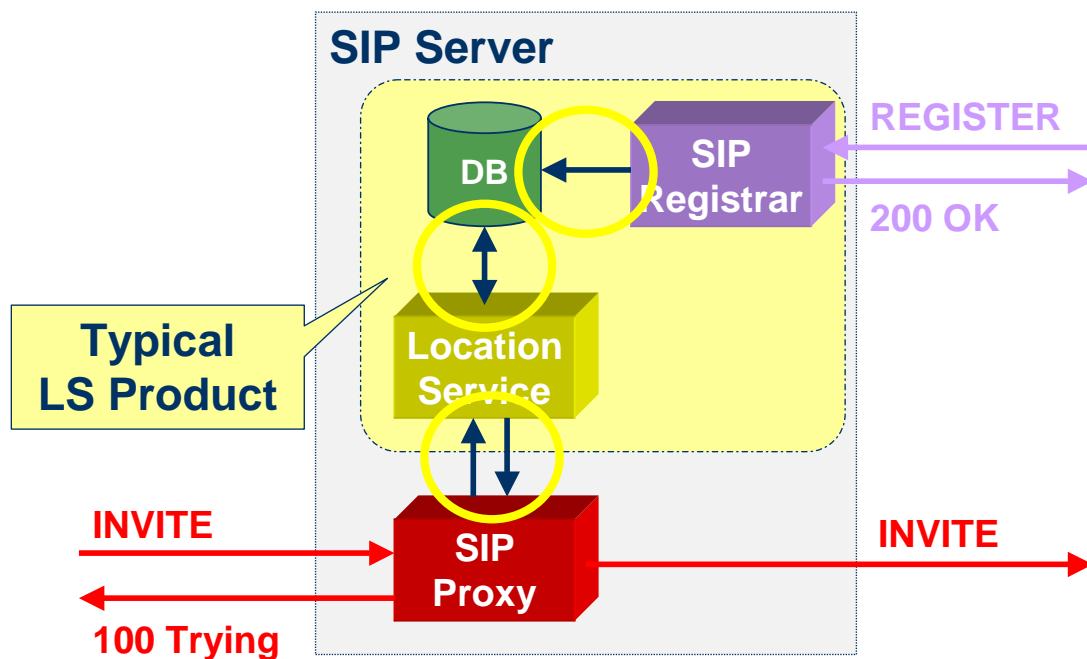 SIP Server
DB
SIP
Registrar
REGISTER
200 OK
Typical
LS Product
Location
Service
INVITE
100 Trying
SIP
Proxy
INVITE